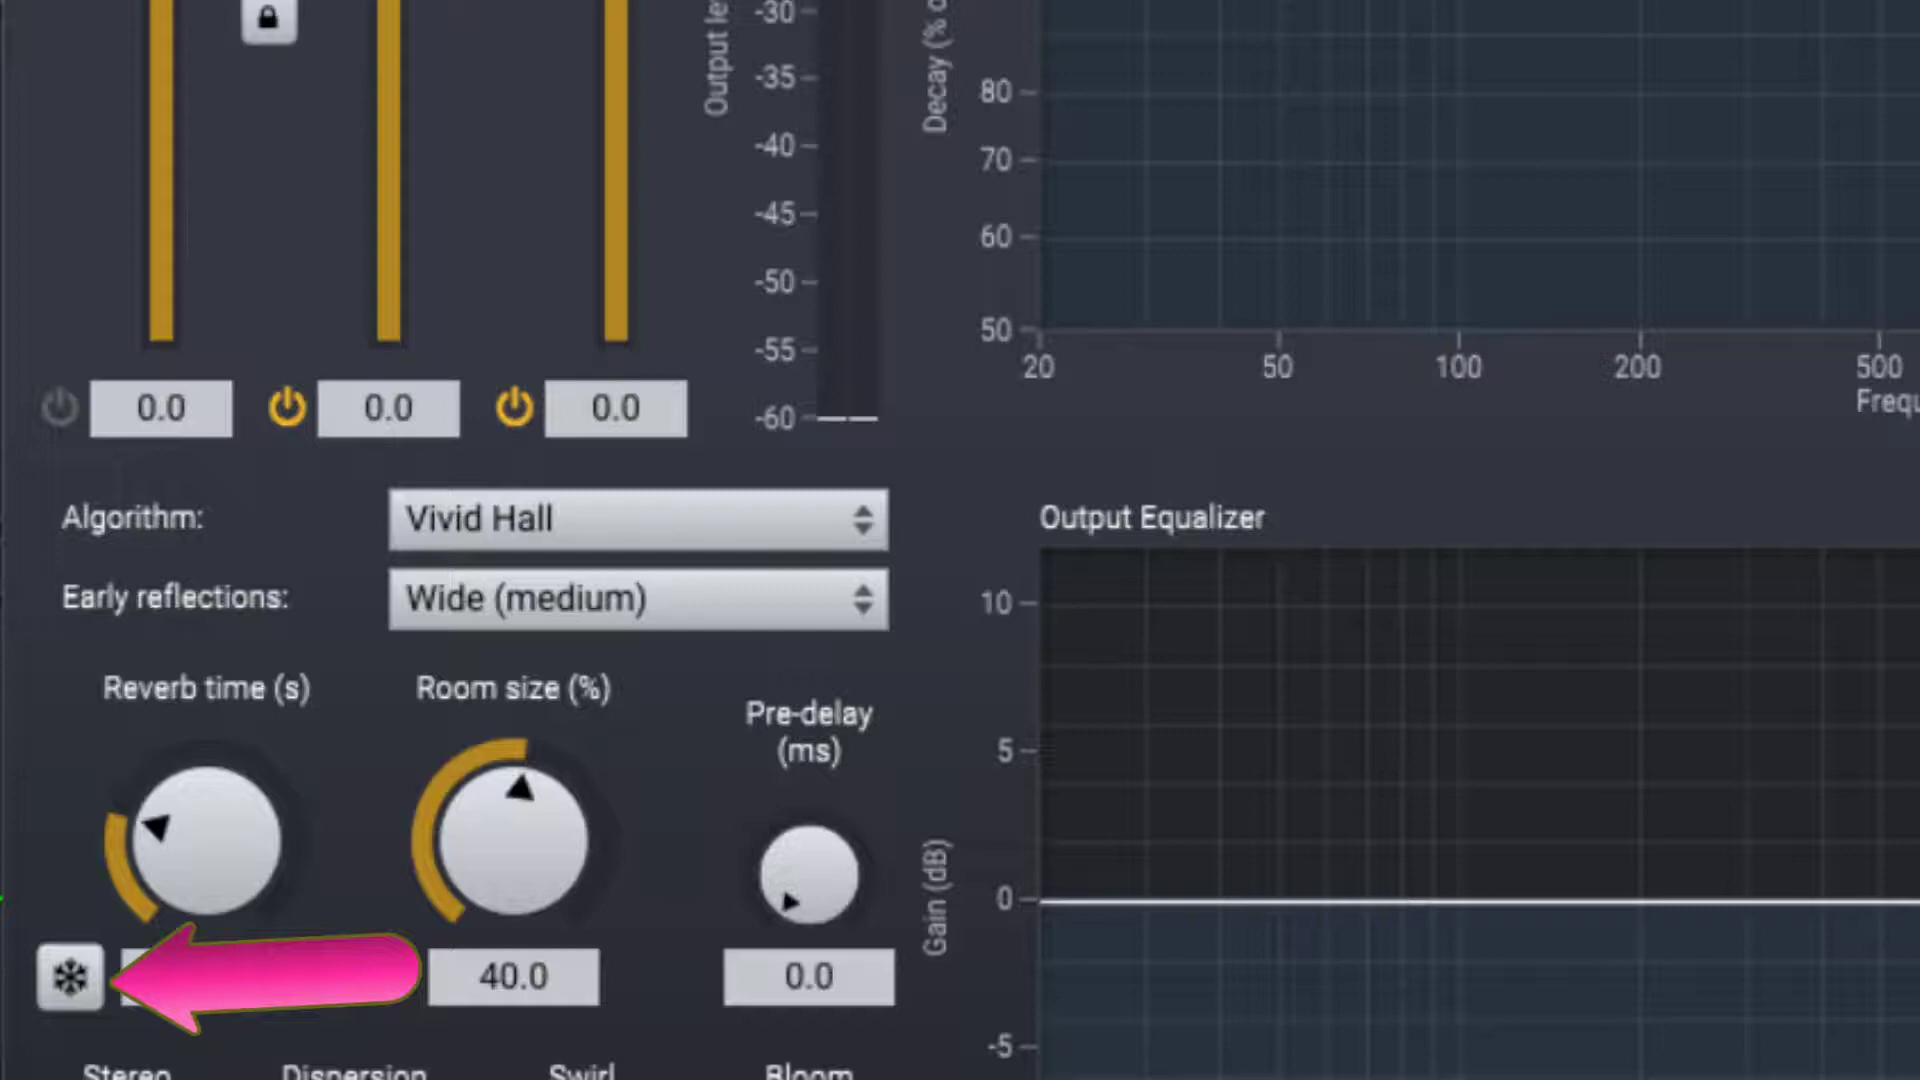 -30
-35
-40
-45
-50
-55
-60
80
70
60
50
20
50
100
200
500
0.0
0.0
0.0
Algorithm:
Vivid Hall
Early reflections:
Wide (medium)
Output Equalizer
Reverb time (s)
Room size (%)
Pre-delay
(ms)
10
5
0
-5
Gain (dB)
40.0
0.0
Stereo
Dispersion
Swirl
Bloom
Output
Decay (%